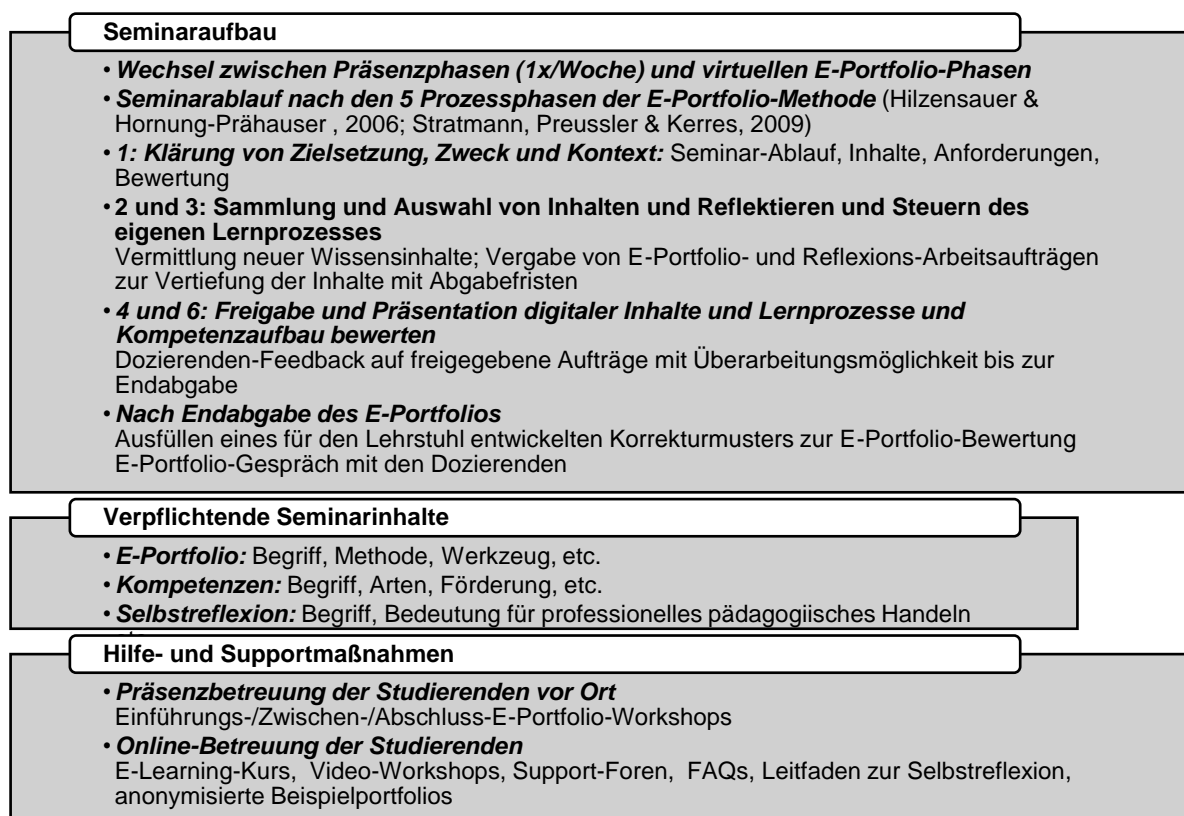 Seminaraufbau
• Wechsel zwischen Präsenzphasen (1x/Woche) und virtuellen E-Portfolio-Phasen
• Seminarablauf nach den 5 Prozessphasen der E-Portfolio-Methode (Hilzensauer &
Hornung-Prähauser , 2006; Stratmann, Preussler & Kerres, 2009)
• 1: Klärung von Zielsetzung, Zweck und Kontext: Seminar-Ablauf, Inhalte, Anforderungen,
Bewertung
• 2 und 3: Sammlung und Auswahl von Inhalten und Reflektieren und Steuern des
eigenen Lernprozesses
Vermittlung neuer Wissensinhalte; Vergabe von E-Portfolio- und Reflexions-Arbeitsaufträgen
zur Vertiefung der Inhalte mit Abgabefristen
• 4 und 6: Freigabe und Präsentation digitaler Inhalte und Lernprozesse und
Kompetenzaufbau bewerten
Dozierenden-Feedback auf freigegebene Aufträge mit Überarbeitungsmöglichkeit bis zur
Endabgabe
• Nach Endabgabe des E-Portfolios
Ausfüllen eines für den Lehrstuhl entwickelten Korrekturmusters zur E-Portfolio-Bewertung
E-Portfolio-Gespräch mit den Dozierenden
Verpflichtende Seminarinhalte
• E-Portfolio: Begriff, Methode, Werkzeug, etc.
• Kompetenzen: Begriff, Arten, Förderung, etc.
• Selbstreflexion: Begriff, Bedeutung für professionelles pädagogiisches Handeln
Hilfe- und Supportmaßnahmen
• Präsenzbetreuung der Studierenden vor Ort
Einführungs-/Zwischen-/Abschluss-E-Portfolio-Workshops
• Online-Betreuung der Studierenden
E-Learning-Kurs, Video-Workshops, Support-Foren, FAQs, Leitfaden zur Selbstreflexion,
anonymisierte Beispielportfolios